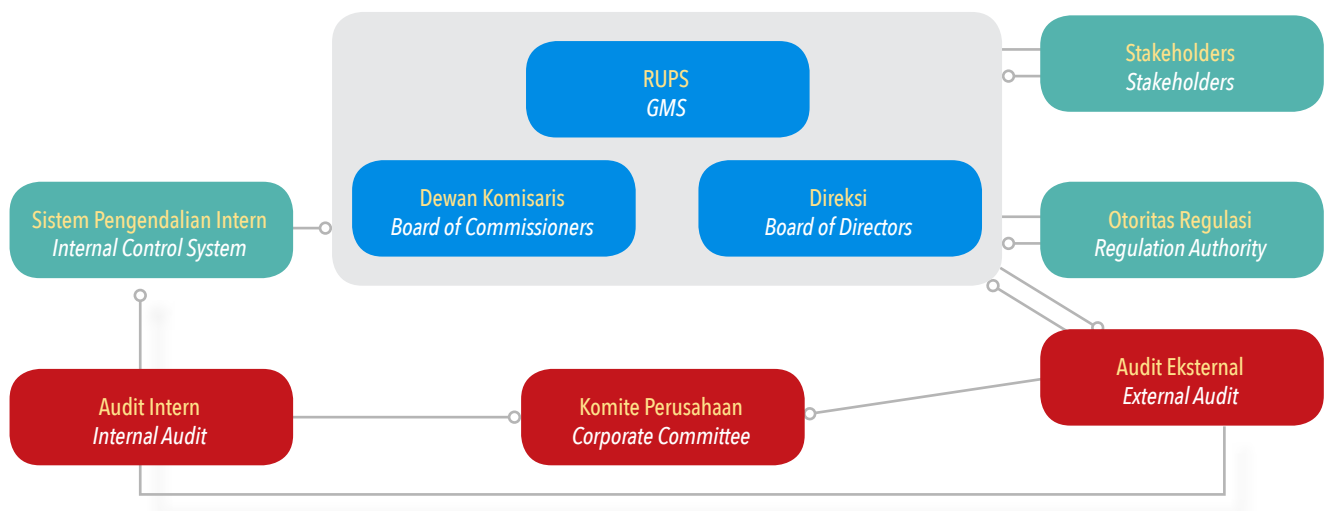 RUPS
GMS
Stakeholders
Stakeholders
Dewan Komisaris
Board of Commissioners
Direksi
Board of Directors
Sistem Pengendalian Intern
Internal Control System
Otoritas Regulasi
Regulation Authority
Audit Intern
Internal Audit
Komite Perusahaan
Corporate Committee
Audit Eksternal
External Audit